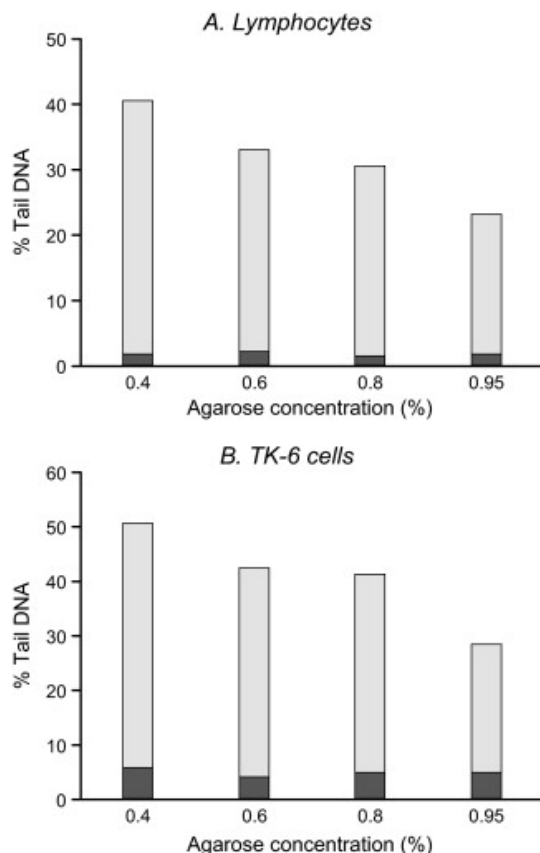 A. Lymphocytes
50
40
30
20
10
0
% Tail DNA
0.4 0.6 0.8 0.95
Agarose concentration (%)
B. TK-6 cells
60
50
40
30
20
10
0
% Tail DNA
0.4 0.6 0.8 0.95
Agarose concentration (%)